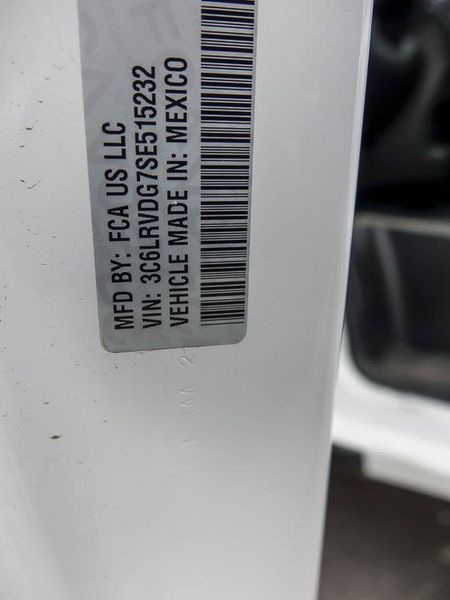 MFD BY: FCA US LLC
VIN: 3C6LRVDG7SE515232
VEHICLE MADE IN: MEXICO